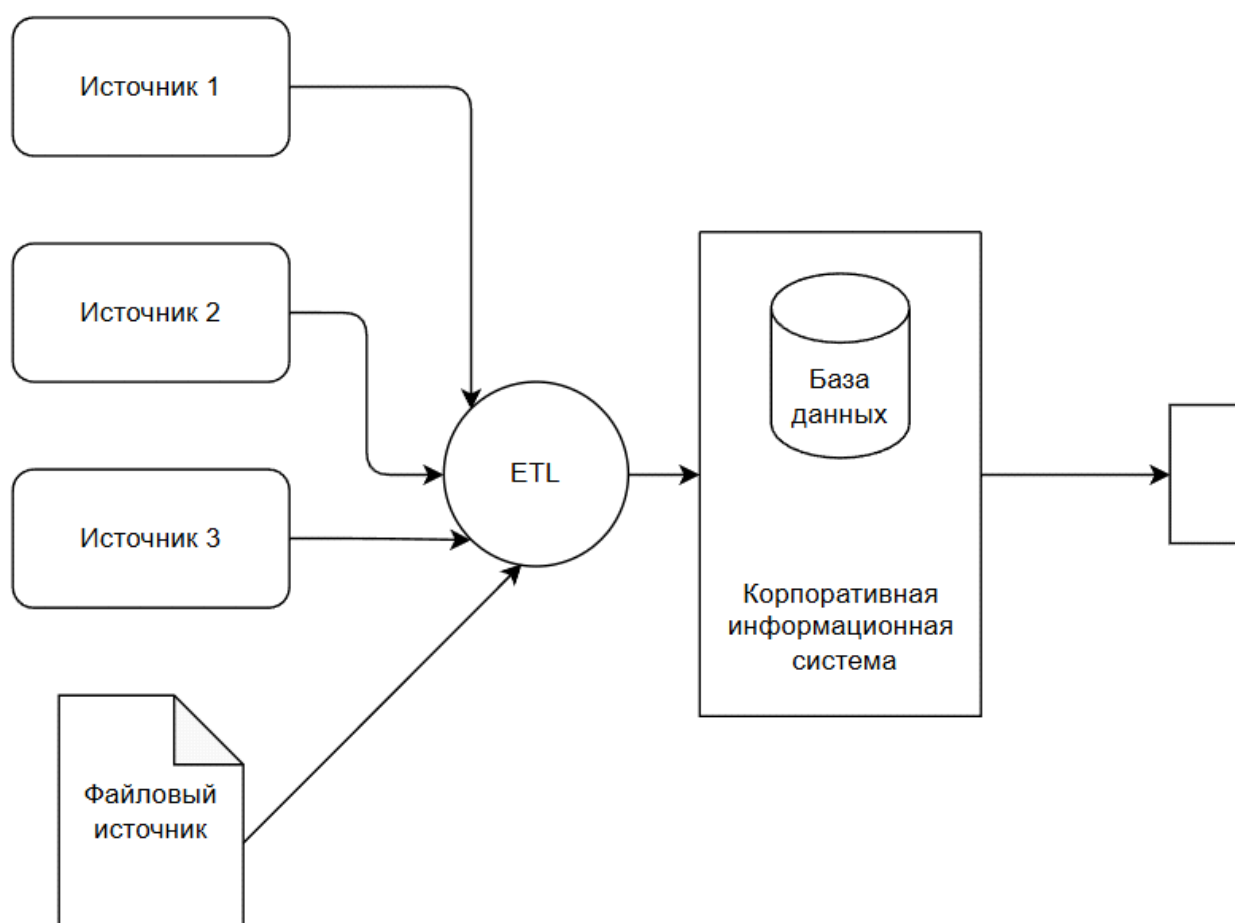 Источник 1
Источник 2
Источник 3
Файловый
источник
ETL
База
данных
Корпоративная
информационная
система